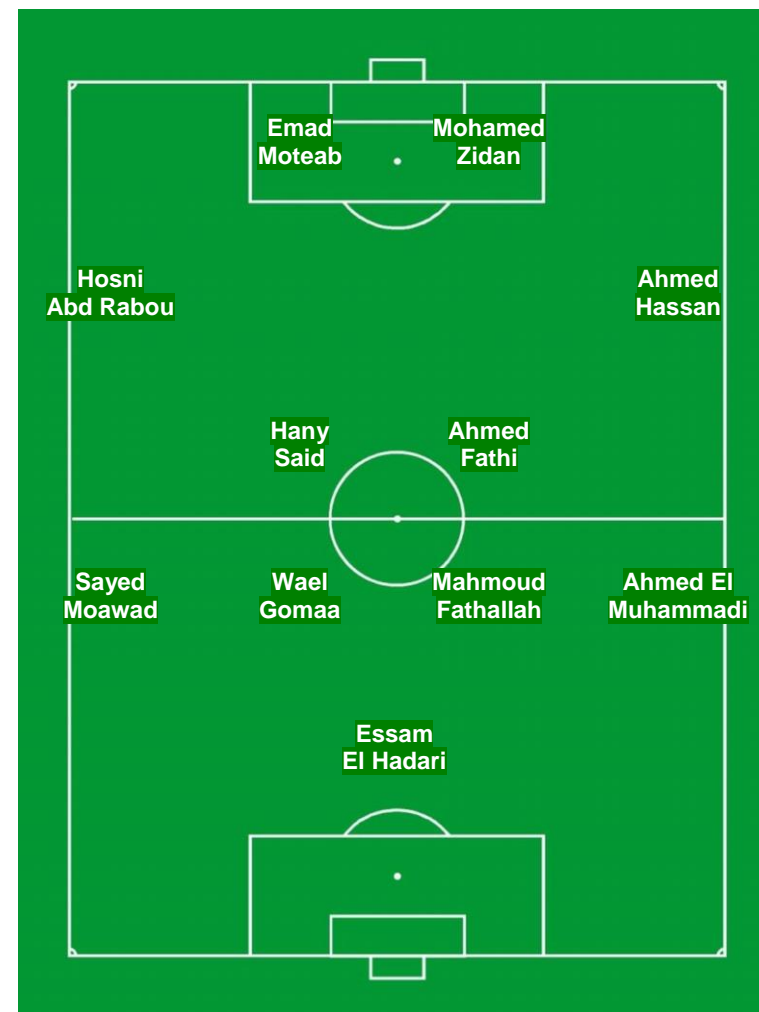 Emad
Moteab
Mohamed
Zidan
Hosni
Abd Rabou
Ahmed
Hassan
Hany
Said
Ahmed
Fathi
Sayed
Moawad
Wael
Gomaa
Mahmoud
Fathallah
Ahmed El
Muhammadi
Essam
El Hadari